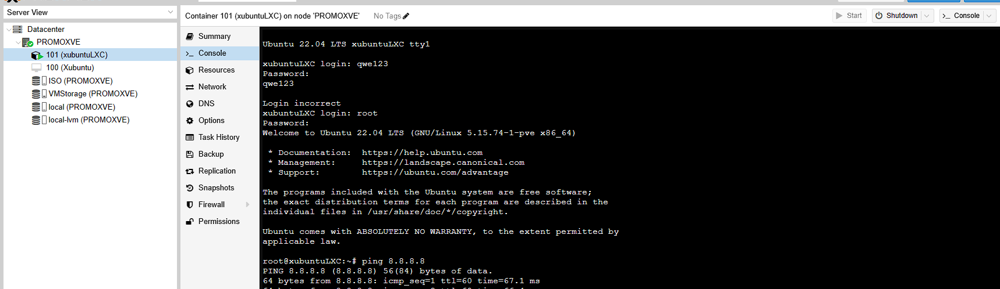 Server View
Datacenter
PROMOXVE
101 (xubuntuLXC)
100 (Xubuntu)
ISO (PROMOXVE)
VMStorage (PROMOXVE)
local (PROMOXVE)
local-lvm (PROMOXVE)
Container 101 (xubuntuLXC) on node 'PROMOXVE'
No Tags
Start
Shutdown
>_ Console
Summary
>_ Console
Resources
Network
DNS
Options
Task History
Backup
Replication
Snapshots
Firewall
Permissions
Ubuntu 22.04 LTS xubuntuLXC tty1
xubuntuLXC login: qwe123
Password:
qwe123
Login incorrect
xubuntuLXC login: root
Password:
Welcome to Ubuntu 22.04 LTS (GNU/Linux 5.15.74-1-pve x86_64)
* Documentation:  https://help.ubuntu.com
* Management:     https://landscape.canonical.com
* Support:        https://ubuntu.com/advantage
The programs included with the Ubuntu system are free software;
the exact distribution terms for each program are described in the
individual files in /usr/share/doc/*/copyright.
Ubuntu comes with ABSOLUTELY NO WARRANTY, to the extent permitted by
applicable law.
root@xubuntuLXC:~# ping 8.8.8.8
PING 8.8.8.8 (8.8.8.8) 56(84) bytes of data.
64 bytes from 8.8.8.8: icmp_seq=1 ttl=60 time=67.1 ms